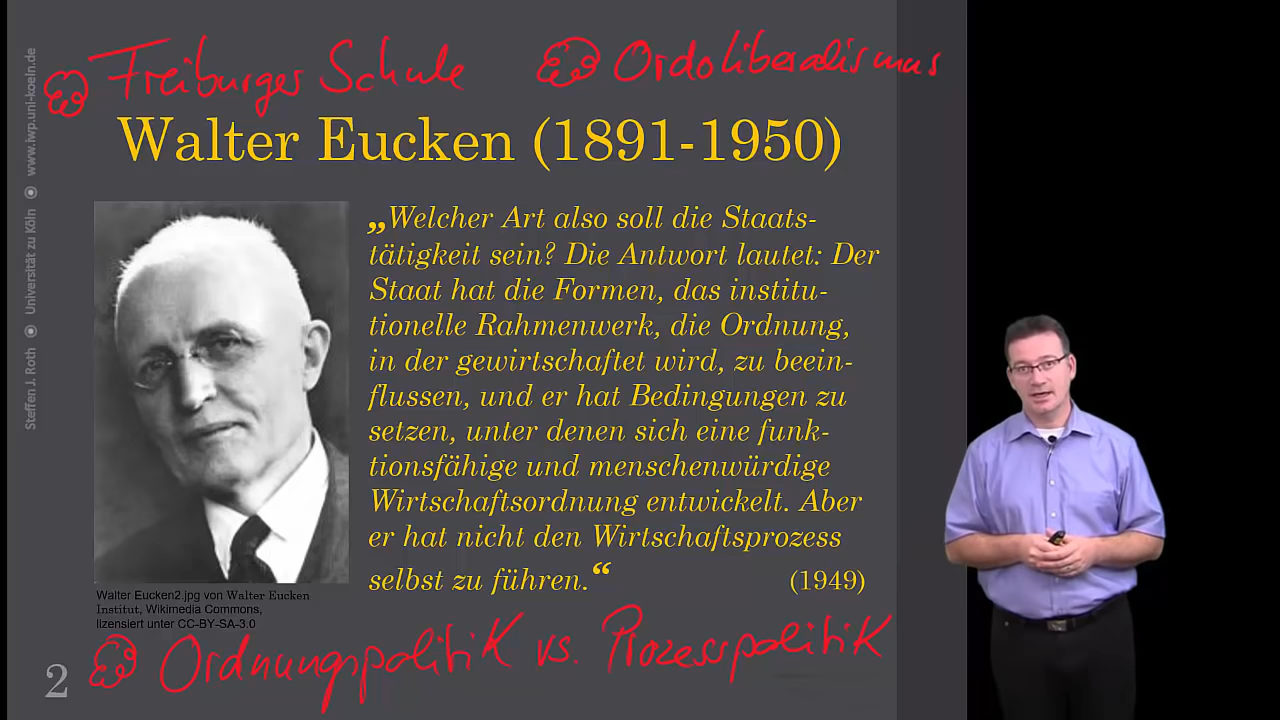 Freiburger Schule
Ordoliberalismus
Walter Eucken (1891-1950)
Steffen J. Roth ◉ Universität zu Köln ◉ www.iwp.uni-koeln.de
„Welcher Art also soll die Staats-
tätigkeit sein? Die Antwort lautet: Der
Staat hat die Formen, das institu-
tionelle Rahmenwerk, die Ordnung,
in der gewirtschaftet wird, zu beein-
flussen, und er hat Bedingungen zu
setzen, unter denen sich eine funk-
tionsfähige und menschenwürdige
Wirtschaftsordnung entwickelt. Aber
er hat nicht den Wirtschaftsprozess
selbst zu führen.“ (1949)
Walter Eucken2.jpg von Walter Eucken
Institut, Wikimedia Commons,
lizensiert unter CC-BY-SA-3.0
Ordnungspolitik vs. Prozesspolitik
2